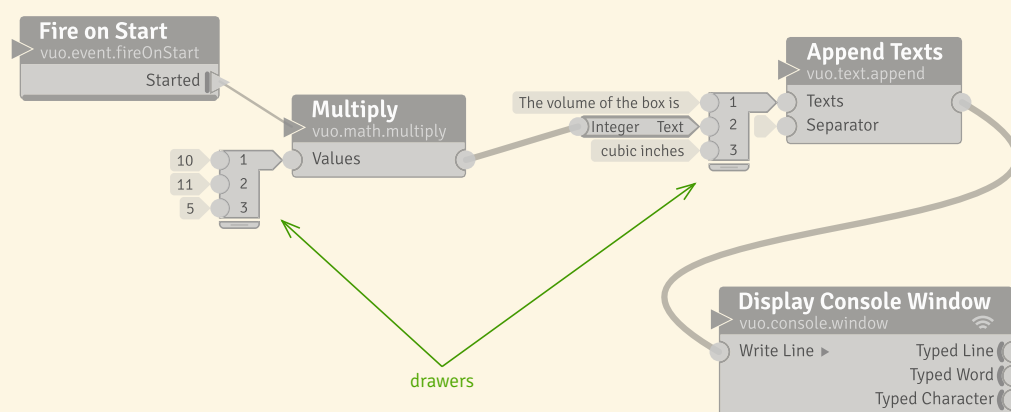 Fire on Start
vuo.event.fireOnStart
Started
Multiply
vuo.math.multiply
Values
10
1
11
2
5
3
Append Texts
vuo.text.append
Texts
Separator
The volume of the box is
1
Integer Text
2
cubic inches
3
drawers
Display Console Window
vuo.console.window
Write Line
Typed Line
Typed Word
Typed Character